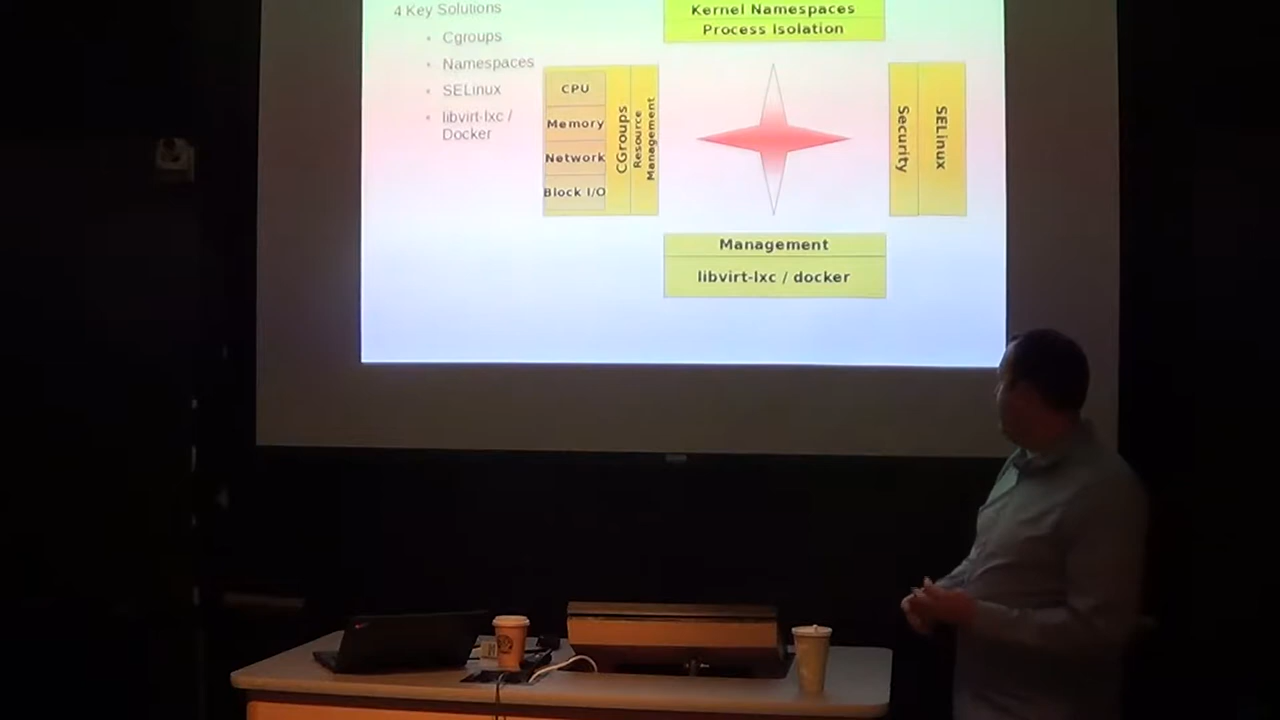 4 Key Solutions
Cgroups
Namespaces
SELinux
libvirt-lxc /
Docker
Kernel Namespaces
Process Isolation
CPU
Memory
Network
Block I/O
CGroups
Resource
Management
Security
SELinux
Management
libvirt-lxc / docker